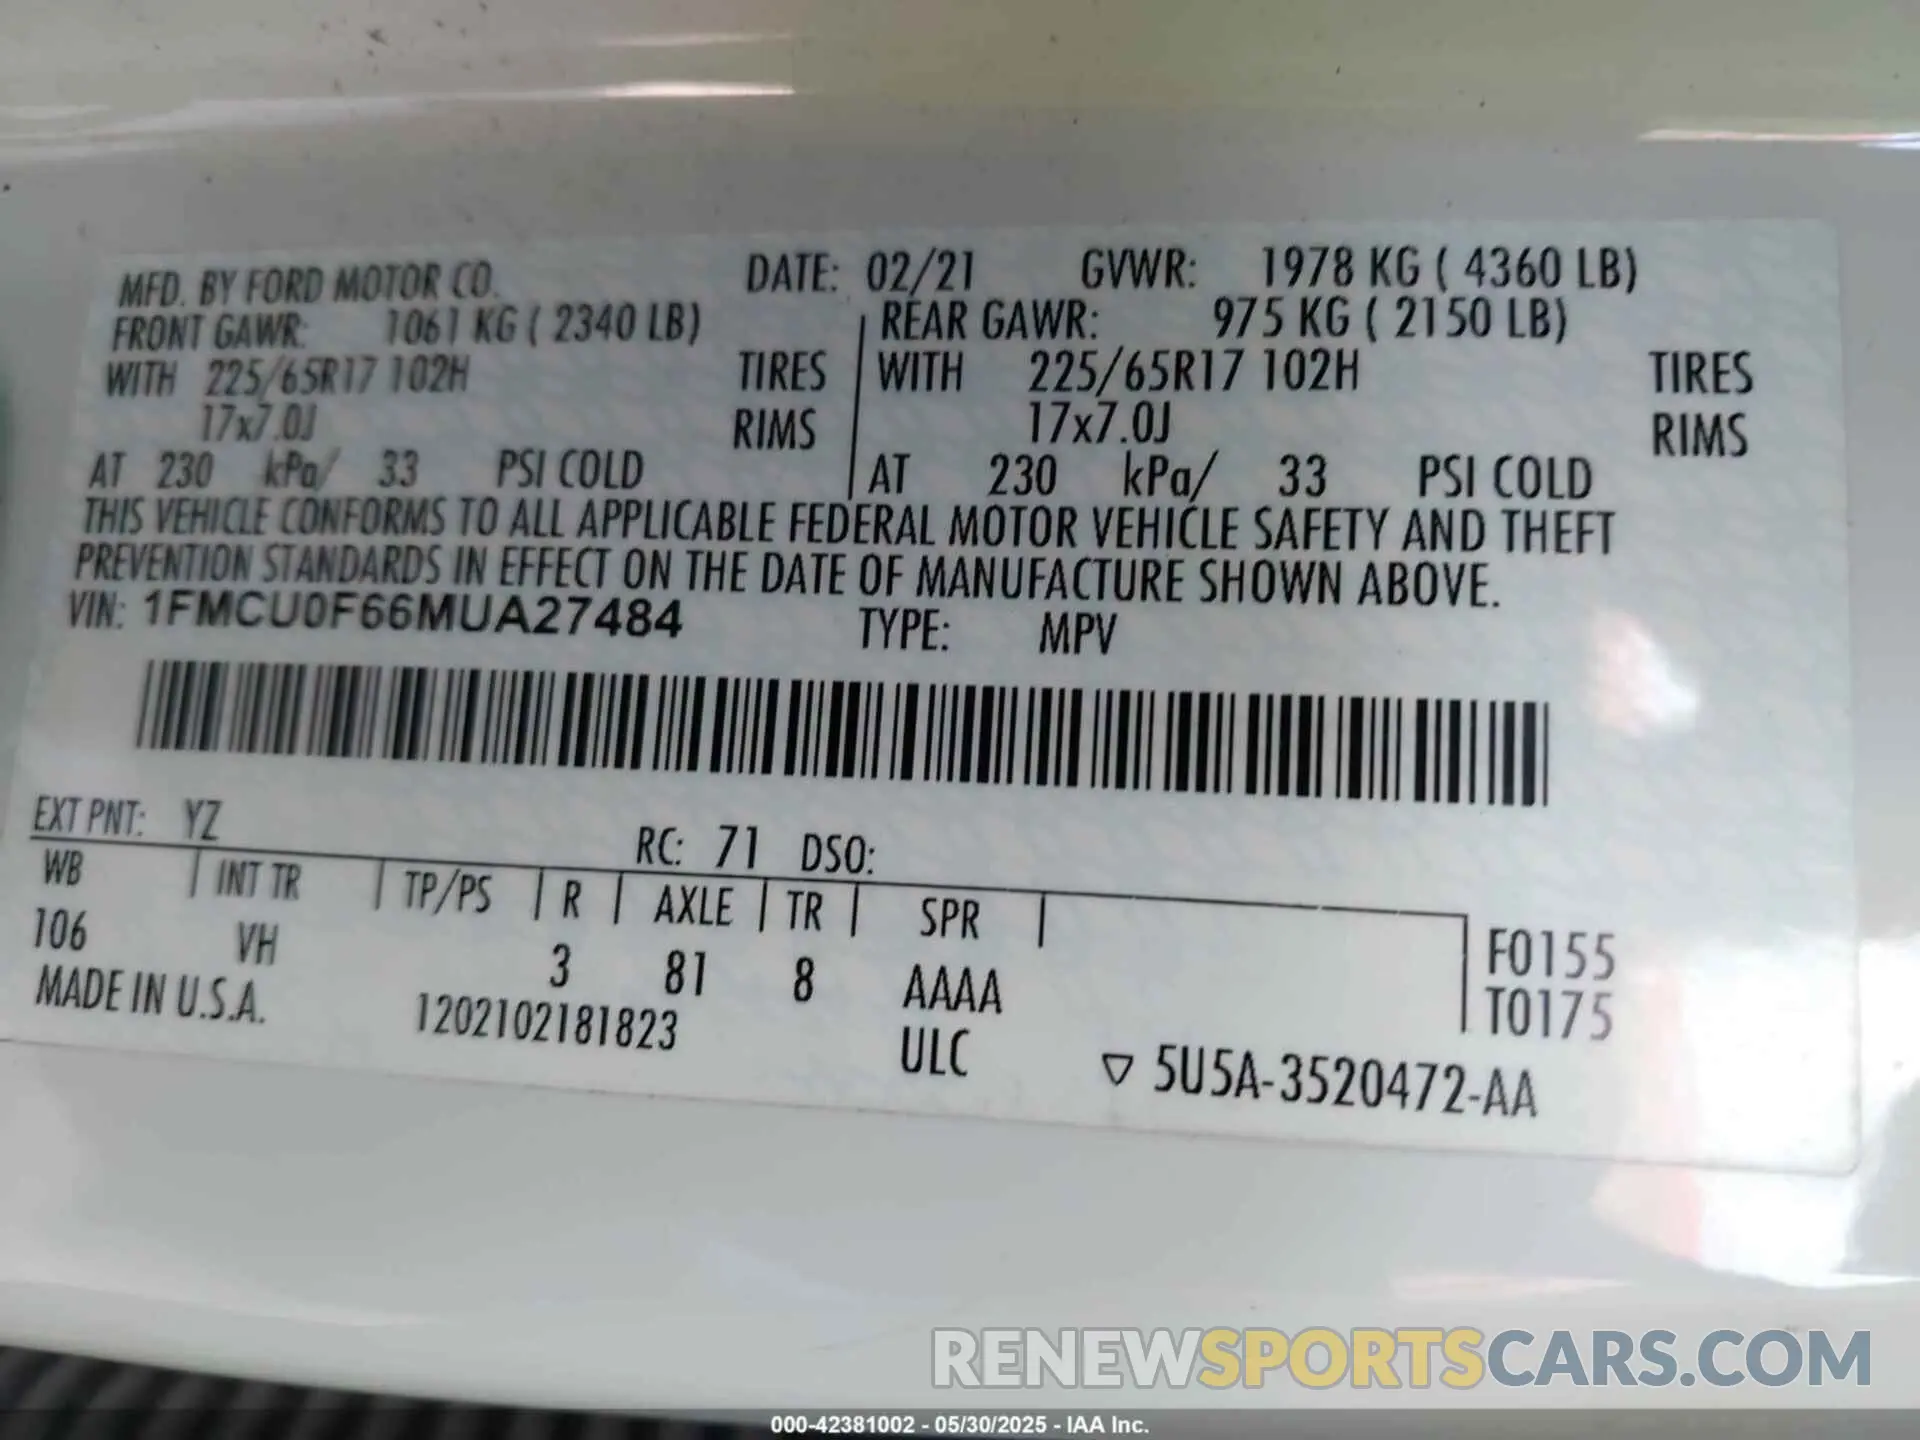 MFD. BY FORD MOTOR CO. DATE: 02/21 GVWR: 1978 KG ( 4360 LB)
FRONT GAWR: 1061 KG ( 2340 LB) REAR GAWR: 975 KG ( 2150 LB)
WITH 225/65R17 102H TIRES WITH 225/65R17 102H TIRES
17x7.0J RIMS 17x7.0J RIMS
AT 230 kPa/ 33 PSI COLD AT 230 kPa/ 33 PSI COLD
THIS VEHICLE CONFORMS TO ALL APPLICABLE FEDERAL MOTOR VEHICLE SAFETY AND THEFT
PREVENTION STANDARDS IN EFFECT ON THE DATE OF MANUFACTURE SHOWN ABOVE.
VIN: 1FMCU0F66MUA27484 TYPE: MPV
EXT PNT: YZ RC: 71 DSO:
WB INT TR TP/PS R AXLE TR SPR
106 VH 3 81 8 AAAA F0155
MADE IN U.S.A. 1202102181823 ULC T0175
5U5A-3520472-AA
RENEWSPORTSCARS.COM
000-42381002 - 05/30/2025 - IAA Inc.